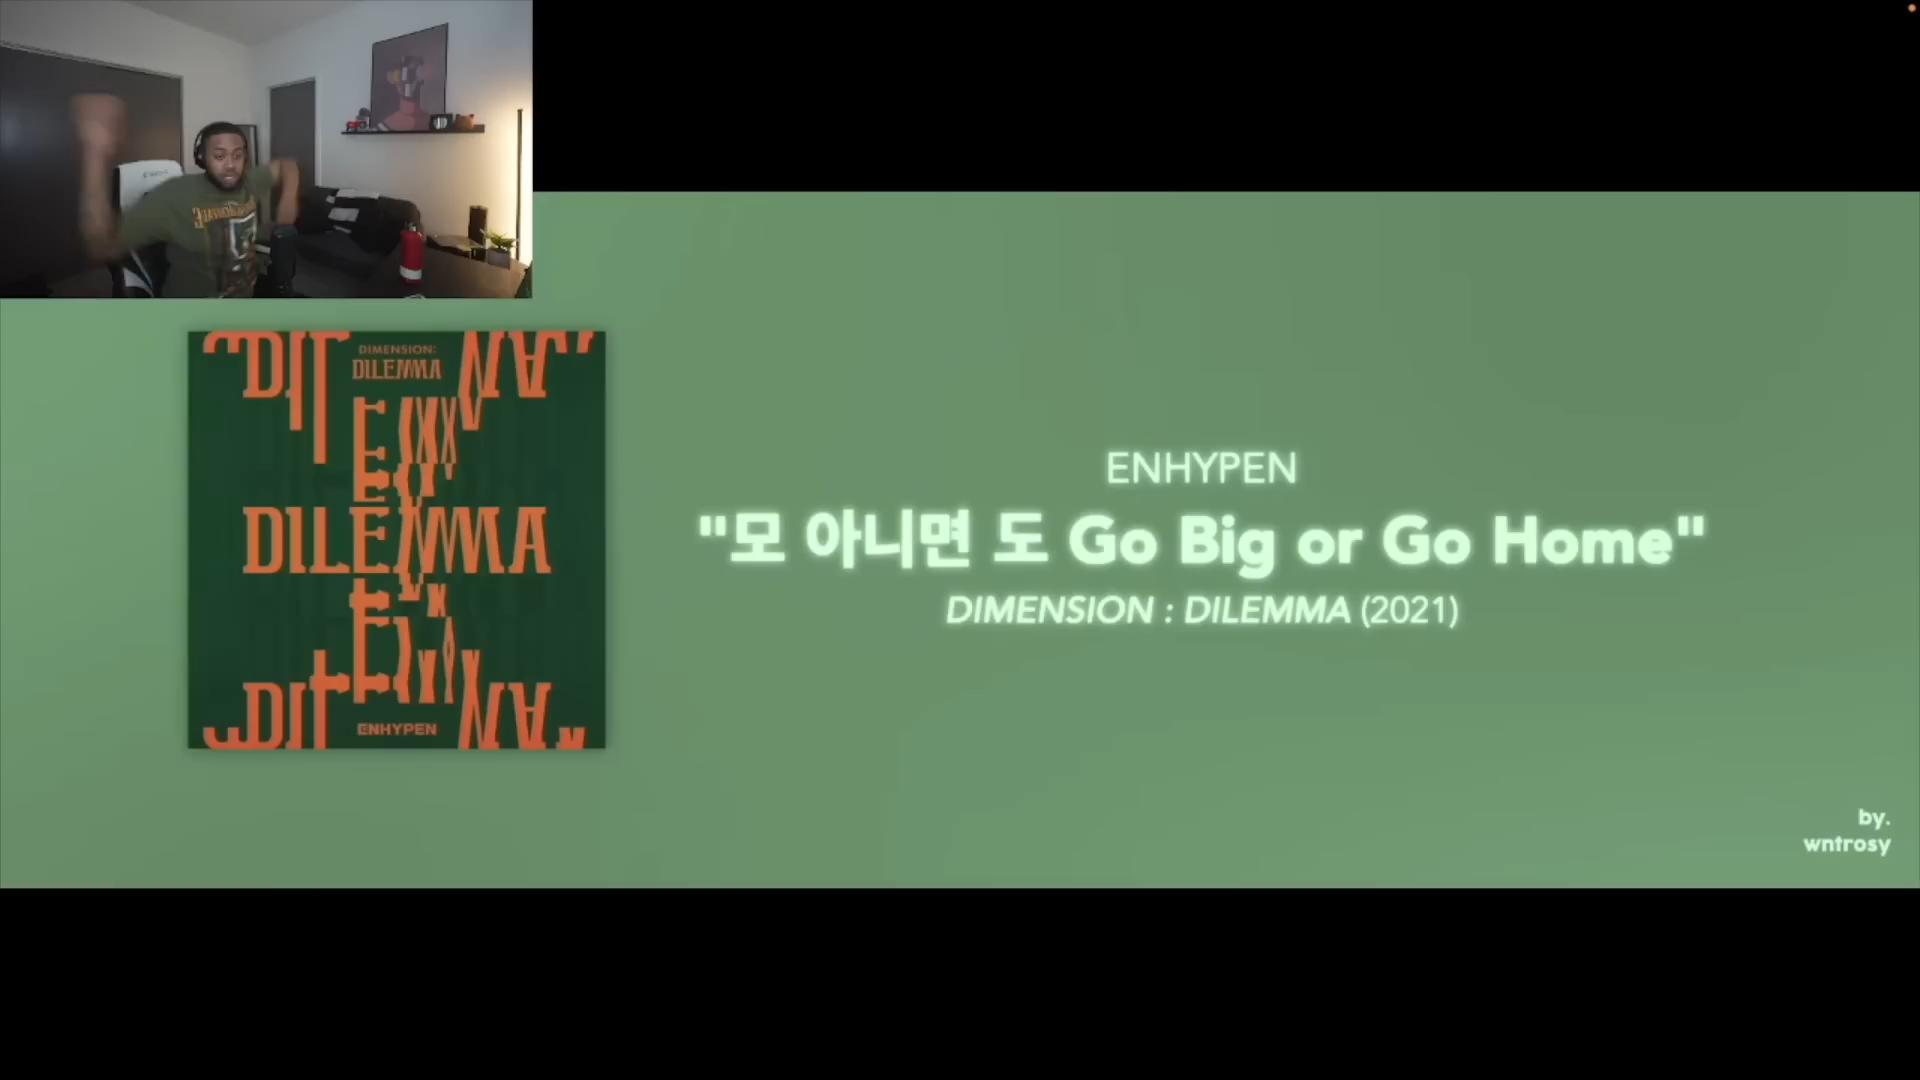 DIMENSION:
DILEMMA
DILEMMA
ENHYPEN
ENHYPEN
"모 아니면 도 Go Big or Go Home"
DIMENSION : DILEMMA (2021)
by.
wntrosy